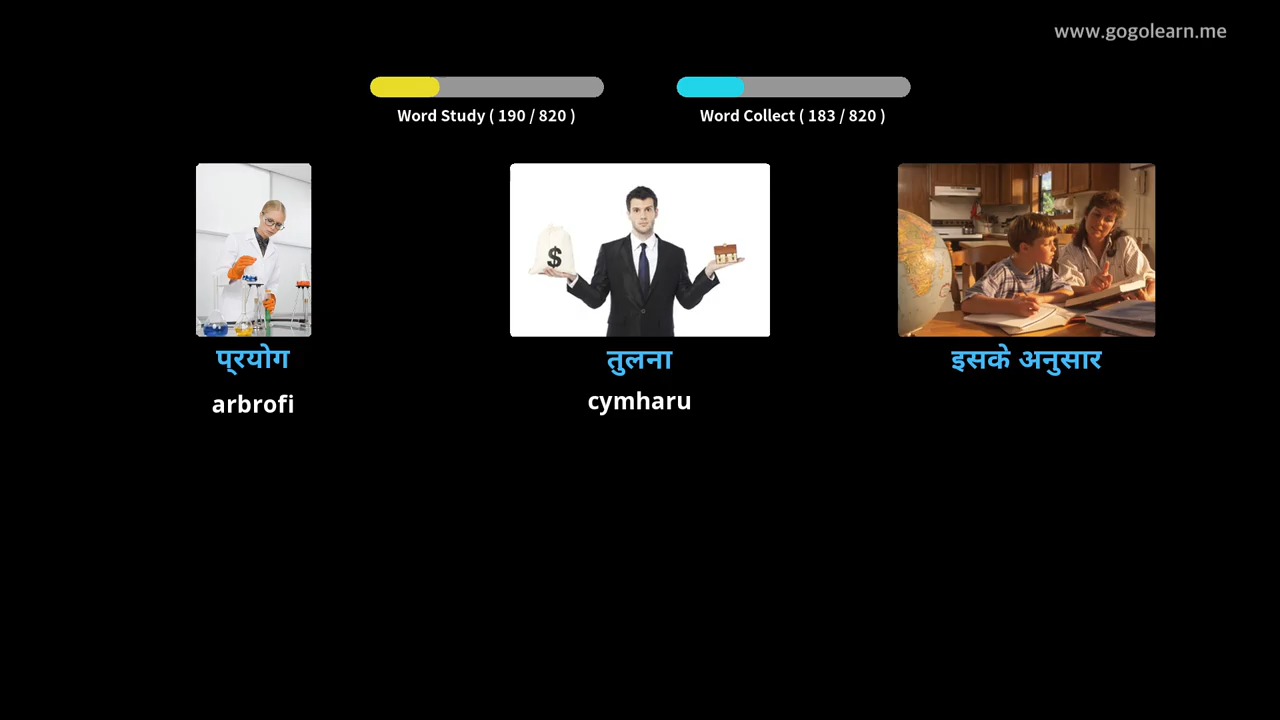 www.gogolearn.me
Word Study ( 190 / 820 )
Word Collect ( 183 / 820 )
$
प्रयोग
तुलना
इसके अनुसार
arbrofi
cymharu